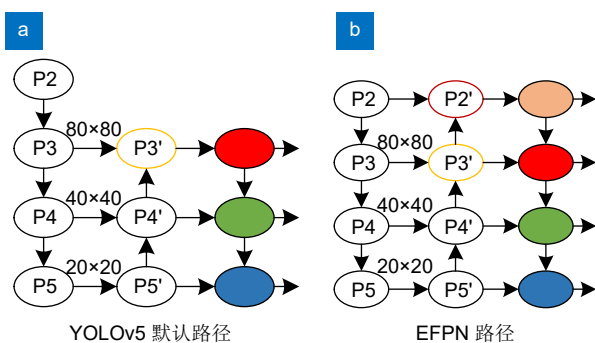 a
P2
80×80
P3
P3'
40×40
P4
P4'
20×20
P5
P5'
YOLOv5 默认路径
b
P2
P2'
80×80
P3
P3'
40×40
P4
P4'
20×20
P5
P5'
EFPN 路径